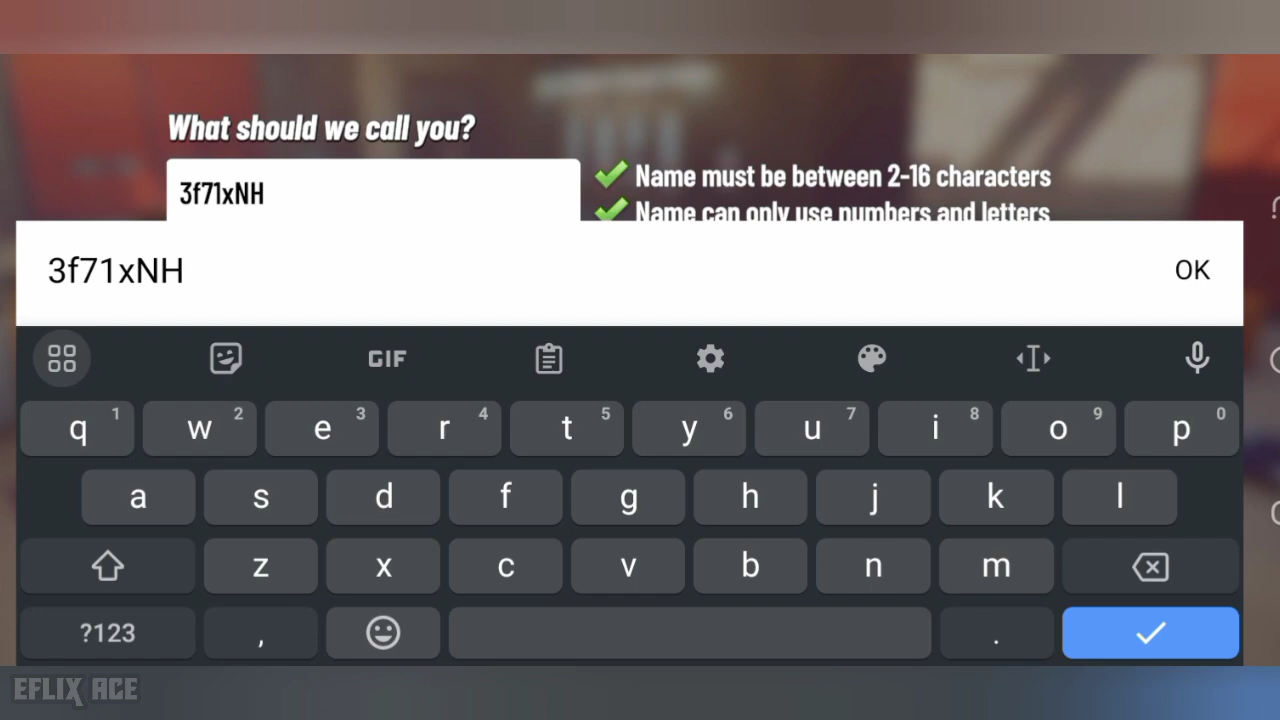 What should we call you?
3f71xNH
Name must be between 2-16 characters
Name can only use numbers and letters
3f71xNH
OK
GIF
q 1 w 2 e 3 r 4 t 5 y 6 u 7 i 8 o 9 p 0
a s d f g h j k l
z x c v b n m
?123 , .
EFLIX ACE